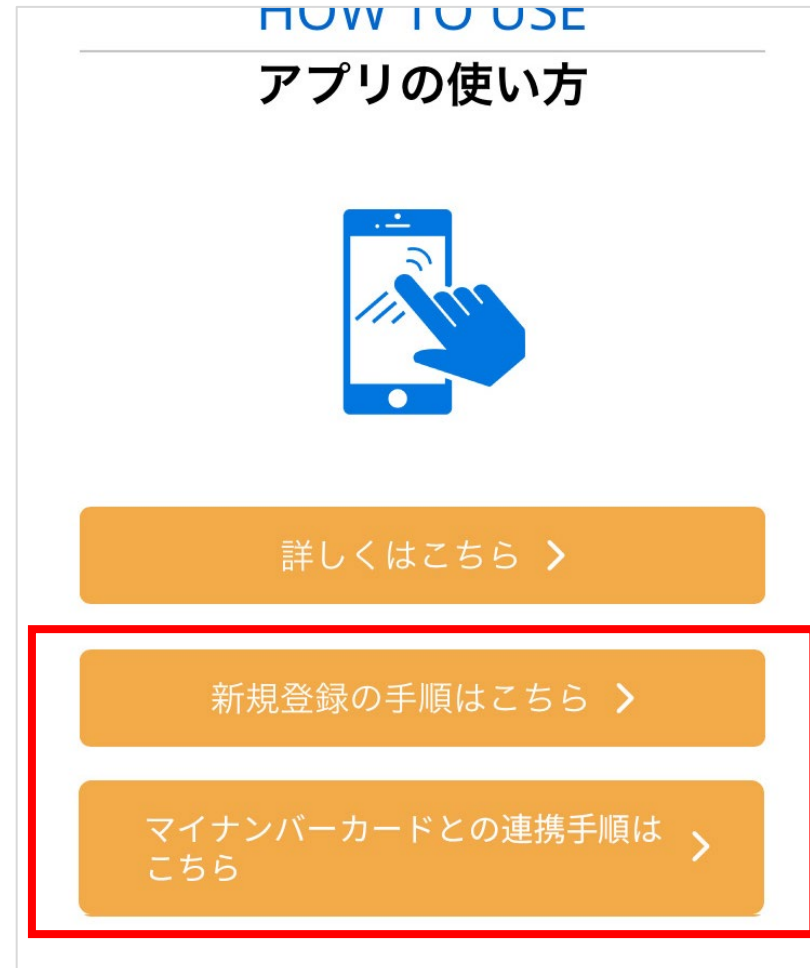 HOW TO USE
アプリの使い方
詳しくはこちら
新規登録の手順はこちら
マイナンバーカードとの連携手順は
こちら